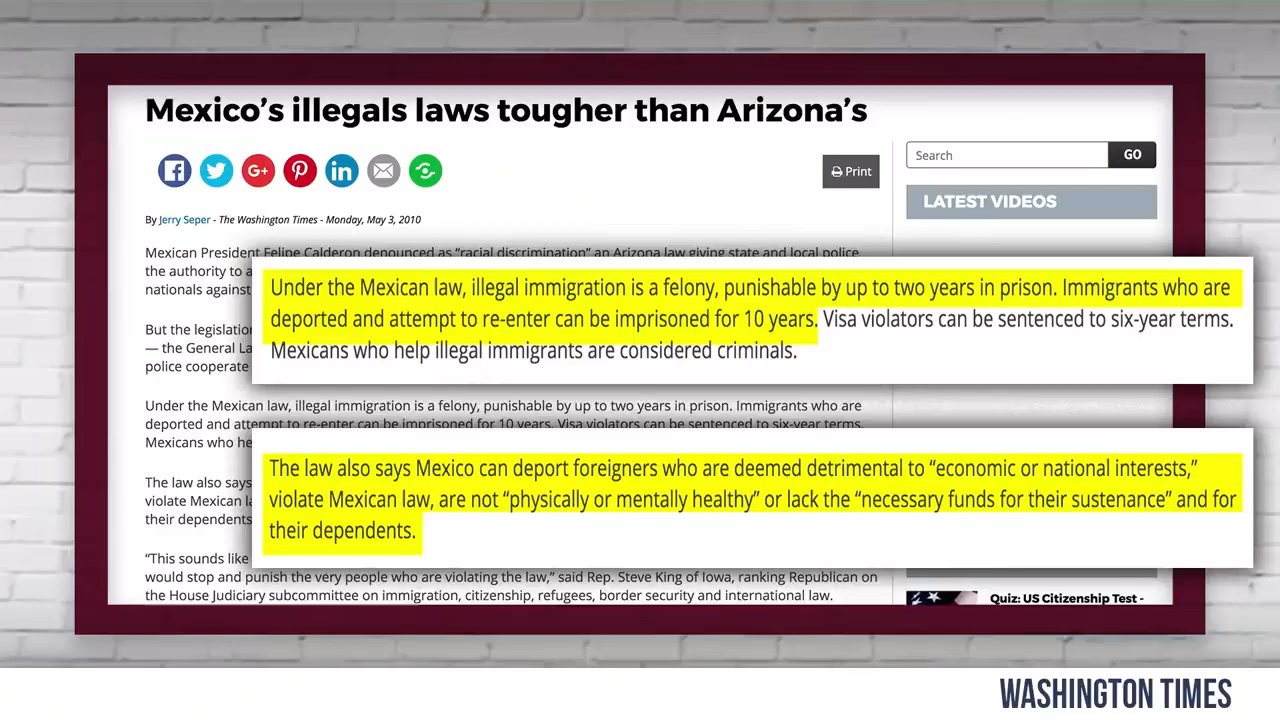 Mexico’s illegals laws tougher than Arizona’s
G+
in
Print
Search
GO
LATEST VIDEOS
By Jerry Seper - The Washington Times - Monday, May 3, 2010
Mexican President Felipe Calderon denounced as “racial discrimination” an Arizona law giving state and local police
the authority to a
nationals against
Under the Mexican law, illegal immigration is a felony, punishable by up to two years in prison. Immigrants who are
deported and attempt to re-enter can be imprisoned for 10 years. Visa violators can be sentenced to six-year terms.
Mexicans who help illegal immigrants are considered criminals.
But the legislation
— the General La
police cooperate
Under the Mexican law, illegal immigration is a felony, punishable by up to two years in prison. Immigrants who are
deported and attempt to re-enter can be imprisoned for 10 years. Visa violators can be sentenced to six-year terms.
Mexicans who he
The law also says Mexico can deport foreigners who are deemed detrimental to “economic or national interests,”
violate Mexican law, are not “physically or mentally healthy” or lack the “necessary funds for their sustenance” and for
their dependents.
The law also says
violate Mexican la
their dependents
“This sounds like
would stop and punish the very people who are violating the law,” said Rep. Steve King of Iowa, ranking Republican on
the House Judiciary subcommittee on immigration, citizenship, refugees, border security and international law.
Quiz: US Citizenship Test -
WASHINGTON TIMES